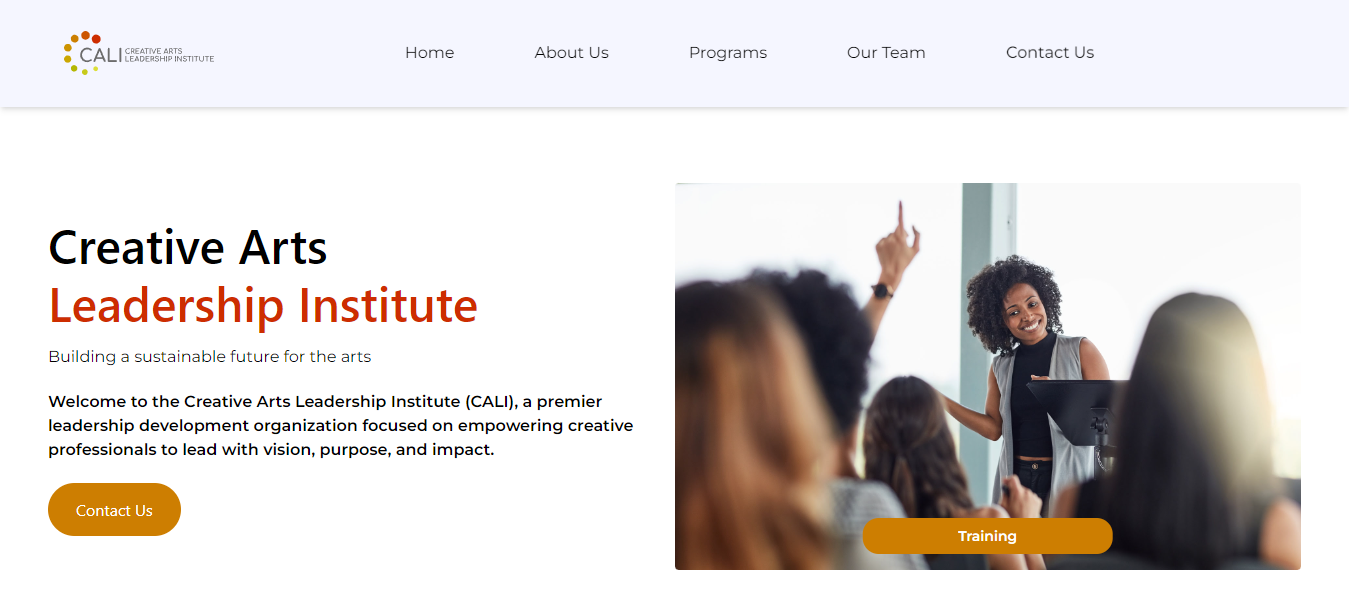 CALI CREATIVE ARTS
LEADERSHIP INSTITUTE
Home About Us Programs Our Team Contact Us
Creative Arts
Leadership Institute
Building a sustainable future for the arts
Welcome to the Creative Arts Leadership Institute (CALI), a premier
leadership development organization focused on empowering creative
professionals to lead with vision, purpose, and impact.
Contact Us
Training